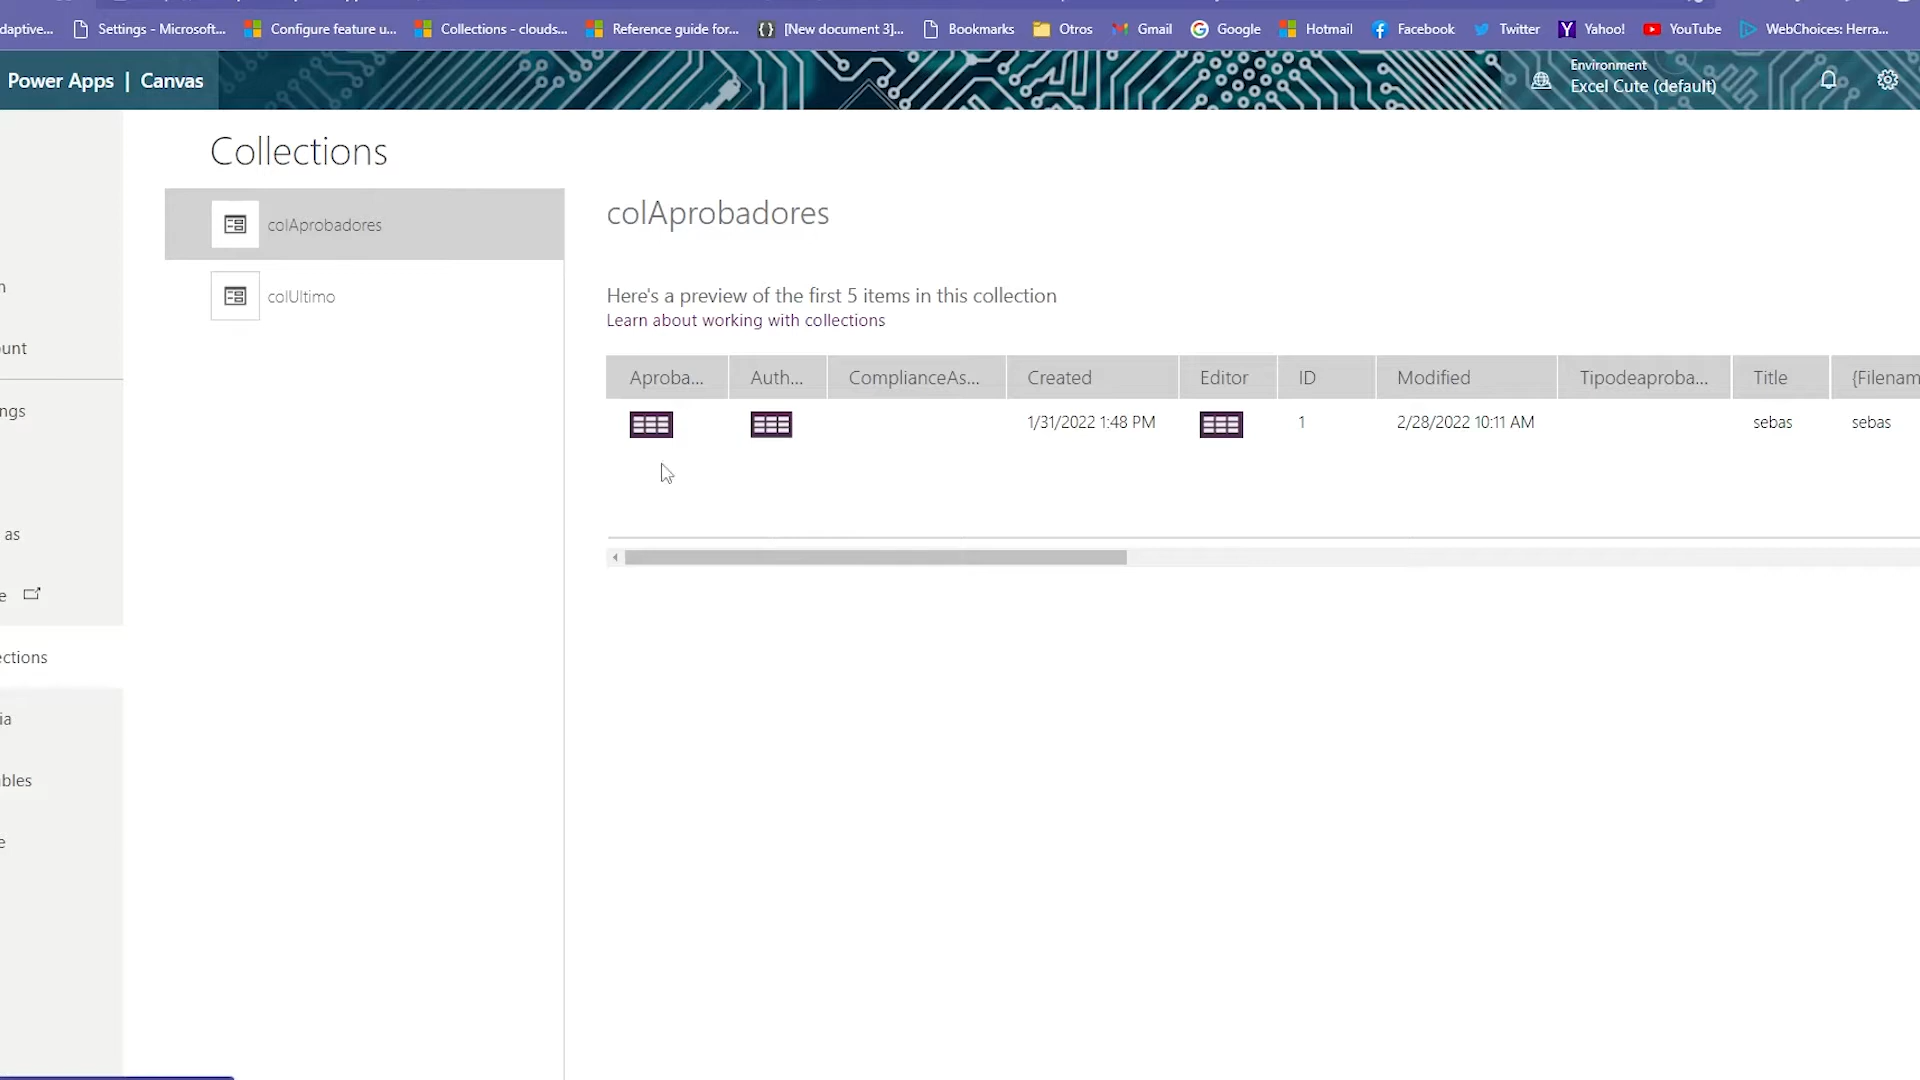 daptive...
Settings - Microsoft...
Configure feature u...
Collections - clouds...
Reference guide for...
[New document 3]...
Bookmarks
Otros
Gmail
Google
Hotmail
Facebook
Twitter
Yahoo!
YouTube
WebChoices: Herra...
Power Apps | Canvas
Environment
Excel Cute (default)
Collections
colAprobadores
colUltimo
n
ount
ngs
as
e
ections
ia
bles
e
colAprobadores
Here's a preview of the first 5 items in this collection
Learn about working with collections
Aproba... Auth... ComplianceAs... Created Editor ID Modified Tipodeaproba... Title {Filenam
1/31/2022 1:48 PM 1 2/28/2022 10:11 AM sebas sebas